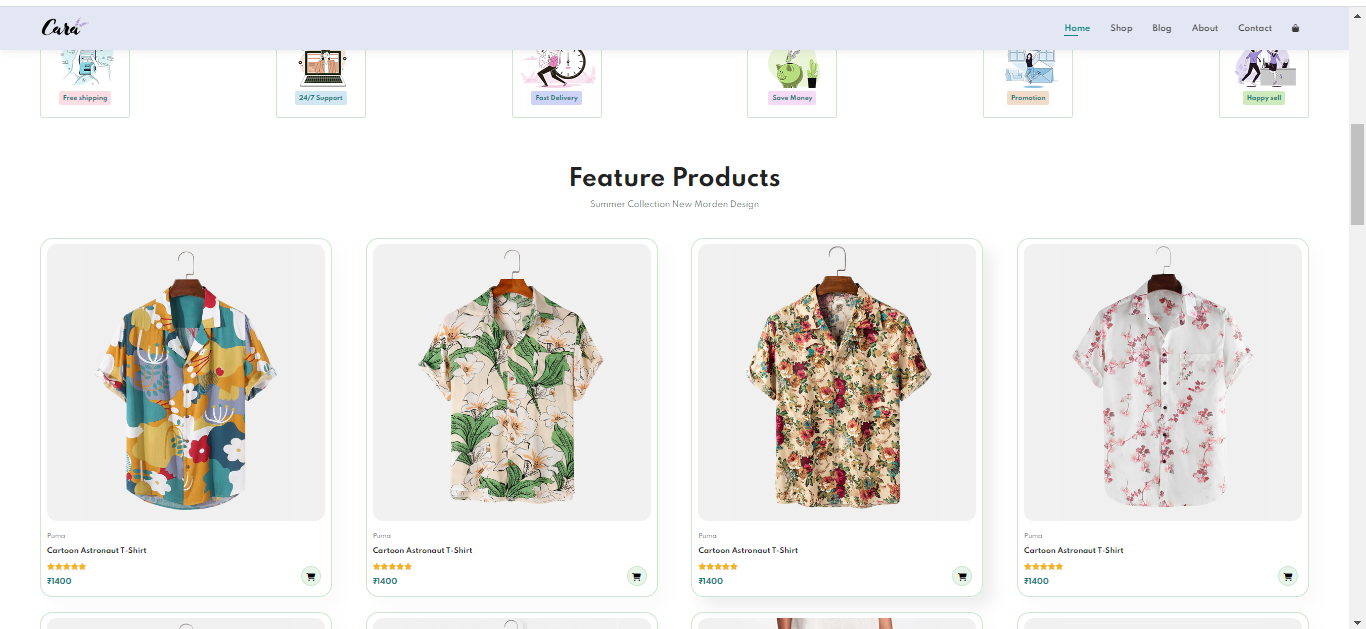 Cara
Home Shop Blog About Contact
Free shipping 24/7 Support Fast Delivery Save Money Promotion Happy sell
Feature Products
Summer Collection New Morden Design
Puma Puma Puma Puma
Cartoon Astronaut T-Shirt Cartoon Astronaut T-Shirt Cartoon Astronaut T-Shirt Cartoon Astronaut T-Shirt
₹1400 ₹1400 ₹1400 ₹1400